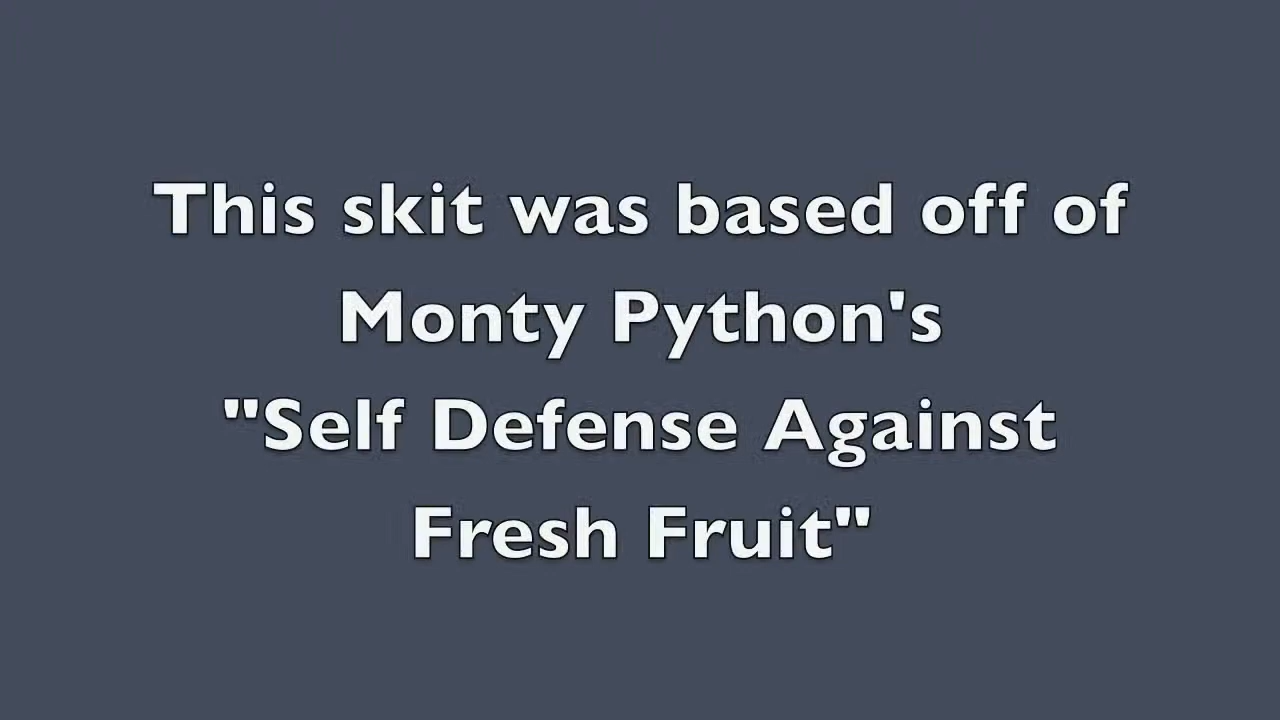 This skit was based off of
Monty Python's
"Self Defense Against
Fresh Fruit"